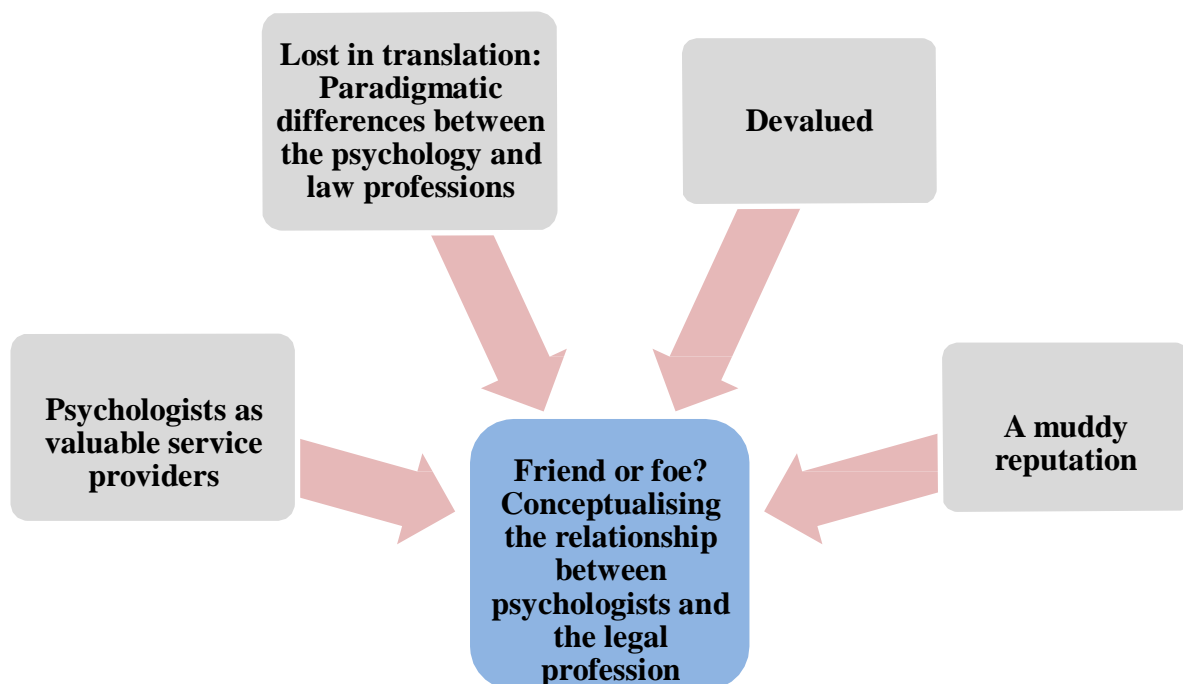 Lost in translation:
Paradigmatic
differences between
the psychology and
law professions
Devalued
Psychologists as
valuable service
providers
A muddy
reputation
Friend or foe?
Conceptualising
the relationship
between
psychologists and
the legal
profession